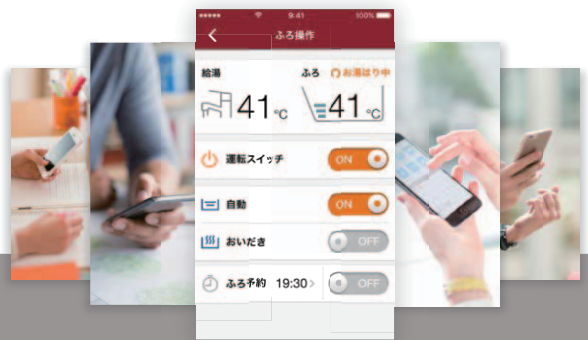 9:41 100%
ふろ操作
給湯 ふろ お湯はり中
41℃ 41℃
運転スイッチ ON
自動 ON
おいだき OFF
ふろ予約 19:30 OFF